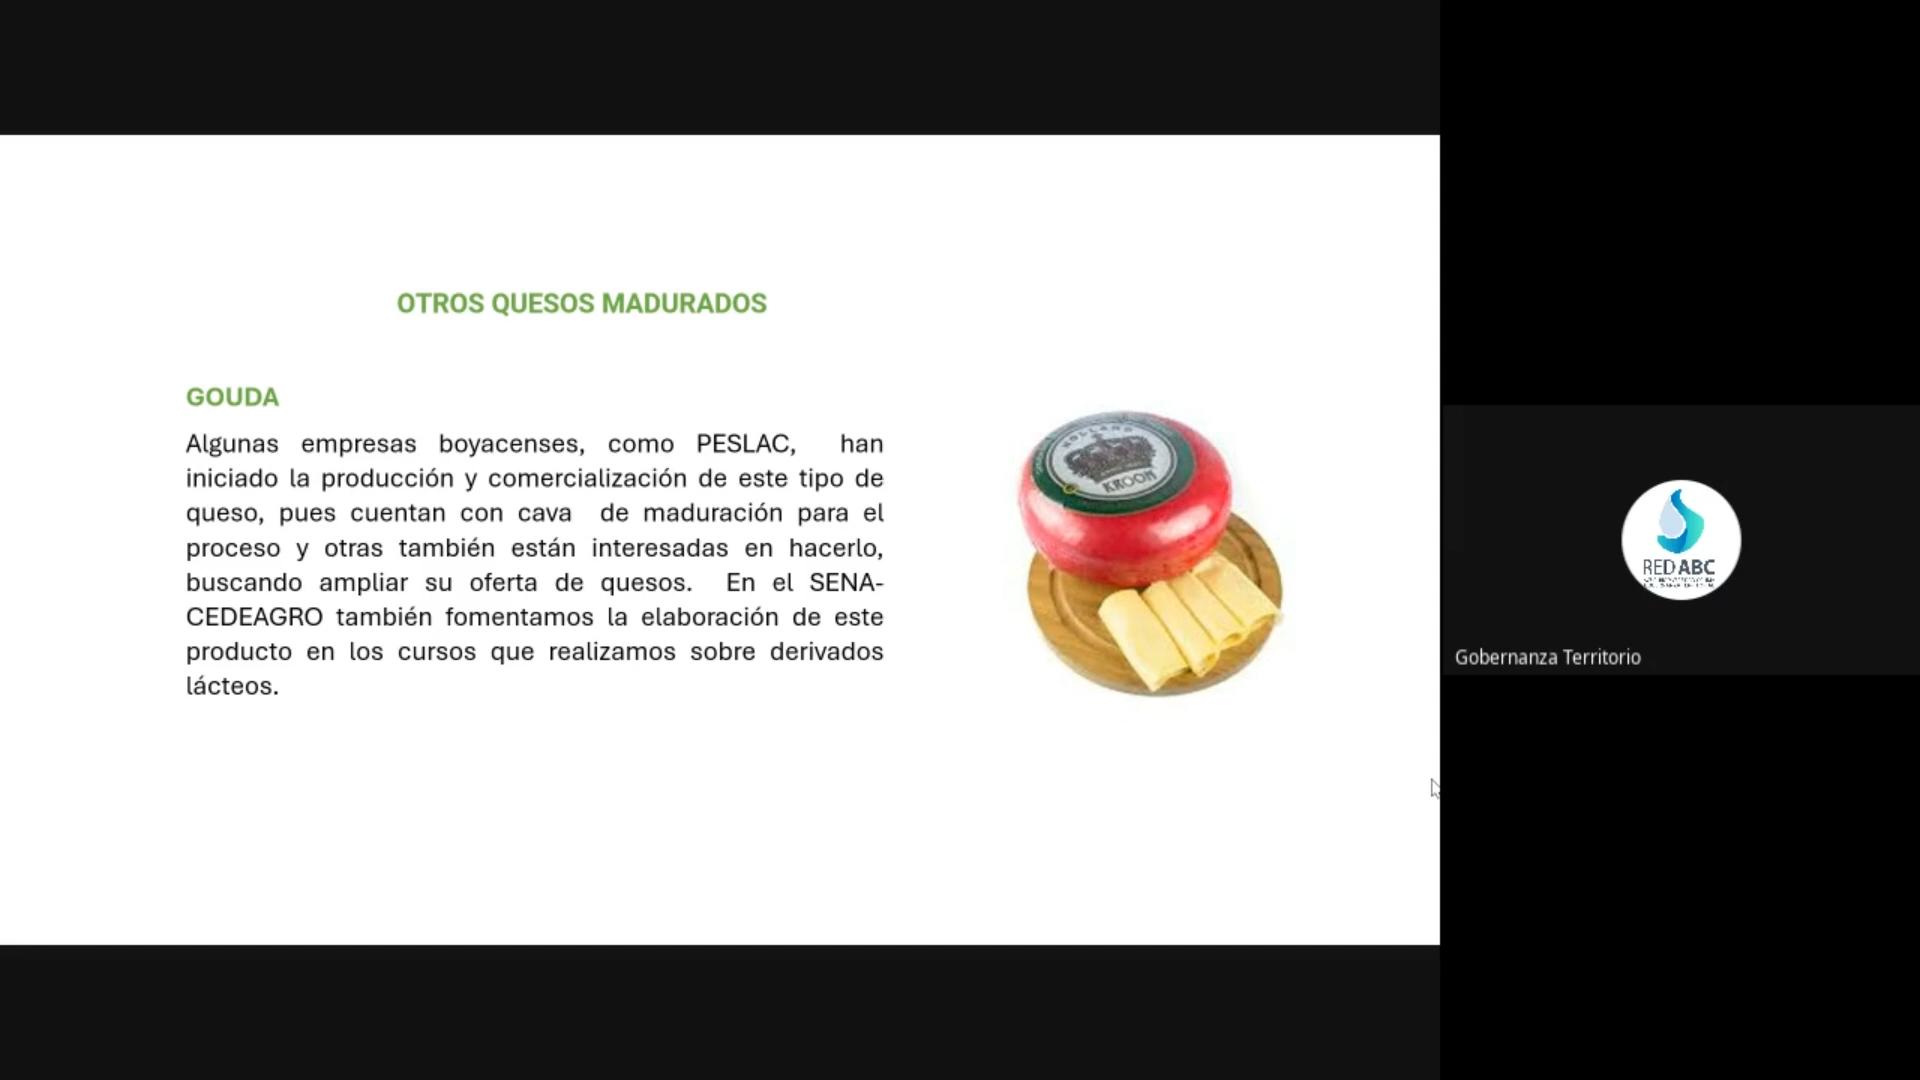 OTROS QUESOS MADURADOS
GOUDA
Algunas empresas boyacenses, como PESLAC, han
iniciado la producción y comercialización de este tipo de
queso, pues cuentan con cava de maduración para el
proceso y otras también están interesadas en hacerlo,
buscando ampliar su oferta de quesos. En el SENA-
CEDEAGRO también fomentamos la elaboración de este
producto en los cursos que realizamos sobre derivados
lácteos.
HOLLAND
KROON
RED ABC
Gobernanza Territorio